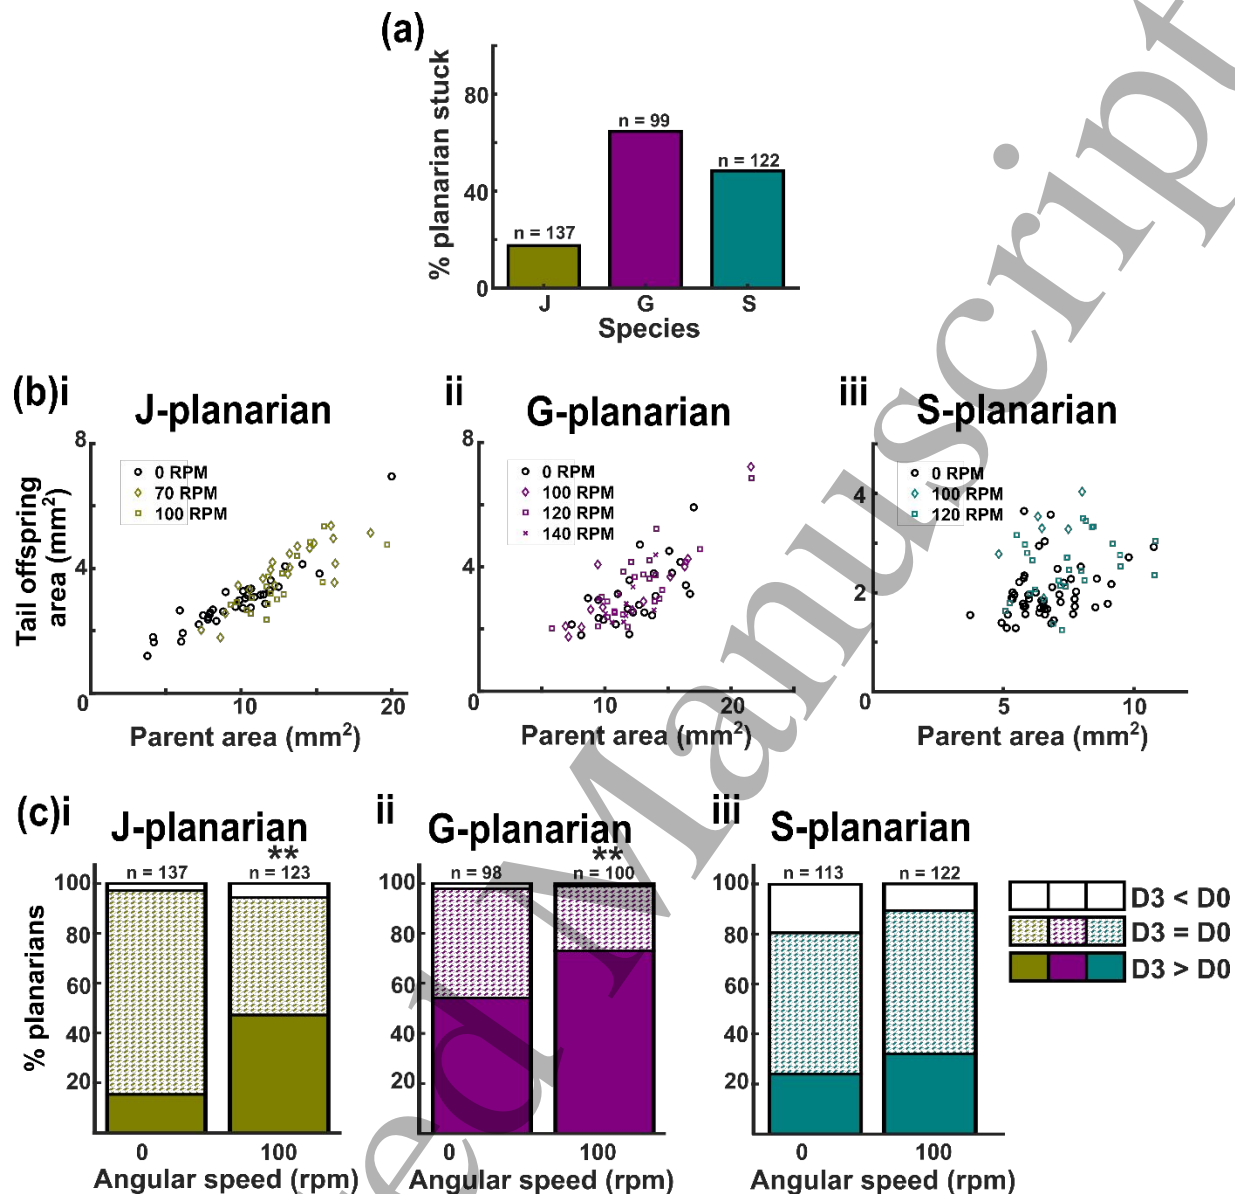 (a)
% planarian stuck
80
40
0
n = 137
n = 99
n = 122
J G S
Species
(b)i J-planarian
ii G-planarian
iii S-planarian
Tail offspring
area (mm²)
8
4
0
0 RPM
70 RPM
100 RPM
10 20
Parent area (mm²)
8
4
0
0 RPM
100 RPM
120 RPM
140 RPM
10 20
Parent area (mm²)
4
2
0
0 RPM
100 RPM
120 RPM
5 10
Parent area (mm²)
(c)i J-planarian
ii G-planarian
iii S-planarian
% planarians
**
n = 137 n = 123
100
80
60
40
20
0 100
Angular speed (rpm)
**
n = 98 n = 100
100
80
60
40
20
0 100
Angular speed (rpm)
n = 113 n = 122
100
80
60
40
20
0 100
Angular speed (rpm)
D3 < D0
D3 = D0
D3 > D0
ed Manuscript